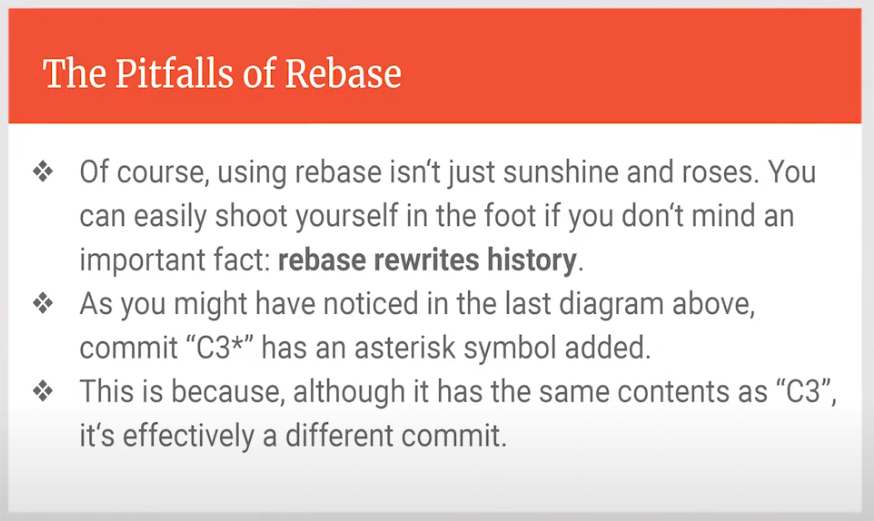 The Pitfalls of Rebase
❖ Of course, using rebase isn‘t just sunshine and roses. You
can easily shoot yourself in the foot if you don‘t mind an
important fact: rebase rewrites history.
❖ As you might have noticed in the last diagram above,
commit “C3*” has an asterisk symbol added.
❖ This is because, although it has the same contents as “C3”,
it‘s effectively a different commit.